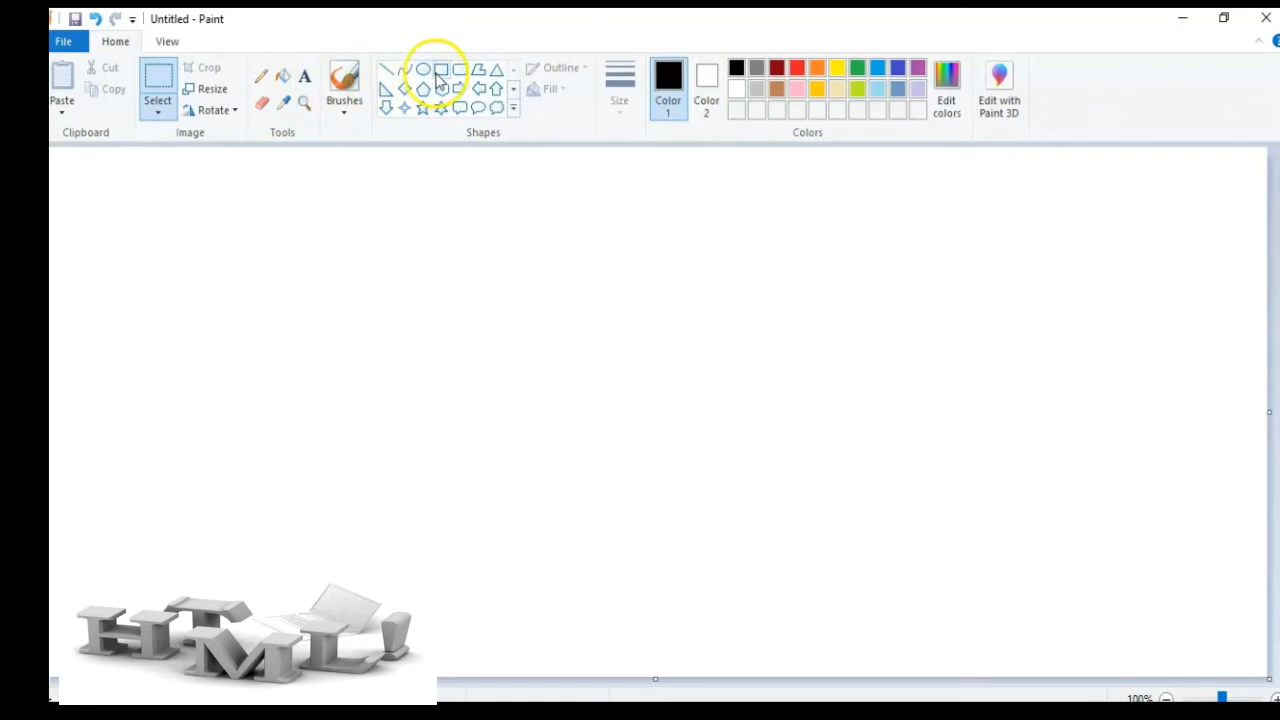 Untitled - Paint
File Home View
Paste
Cut
Copy
Clipboard
Select
Crop
Resize
Rotate
Image
A
Tools
Brushes
Shapes
Outline
Fill
Size
Color 1
Color 2
Edit colors
Colors
Edit with Paint 3D
HTML!
100%